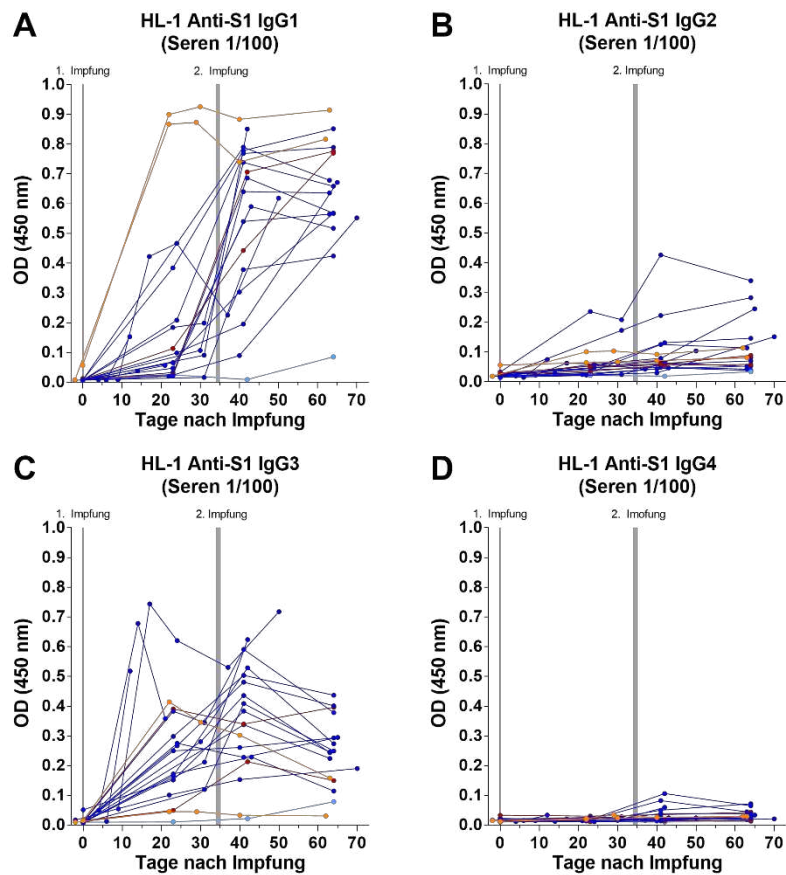 A
HL-1 Anti-S1 IgG1
(Seren 1/100)
1. Impfung
2. Impfung
OD (450 nm)
1.0
0.9
0.8
0.7
0.6
0.5
0.4
0.3
0.2
0.1
0.0
0 10 20 30 40 50 60 70
Tage nach Impfung
B
HL-1 Anti-S1 IgG2
(Seren 1/100)
1. Impfung
2. Impfung
OD (450 nm)
1.0
0.9
0.8
0.7
0.6
0.5
0.4
0.3
0.2
0.1
0.0
0 10 20 30 40 50 60 70
Tage nach Impfung
C
HL-1 Anti-S1 IgG3
(Seren 1/100)
1. Impfung
2. Impfung
OD (450 nm)
1.0
0.9
0.8
0.7
0.6
0.5
0.4
0.3
0.2
0.1
0.0
0 10 20 30 40 50 60 70
Tage nach Impfung
D
HL-1 Anti-S1 IgG4
(Seren 1/100)
1. Impfung
2. Imofung
OD (450 nm)
1.0
0.9
0.8
0.7
0.6
0.5
0.4
0.3
0.2
0.1
0.0
0 10 20 30 40 50 60 70
Tage nach Impfung